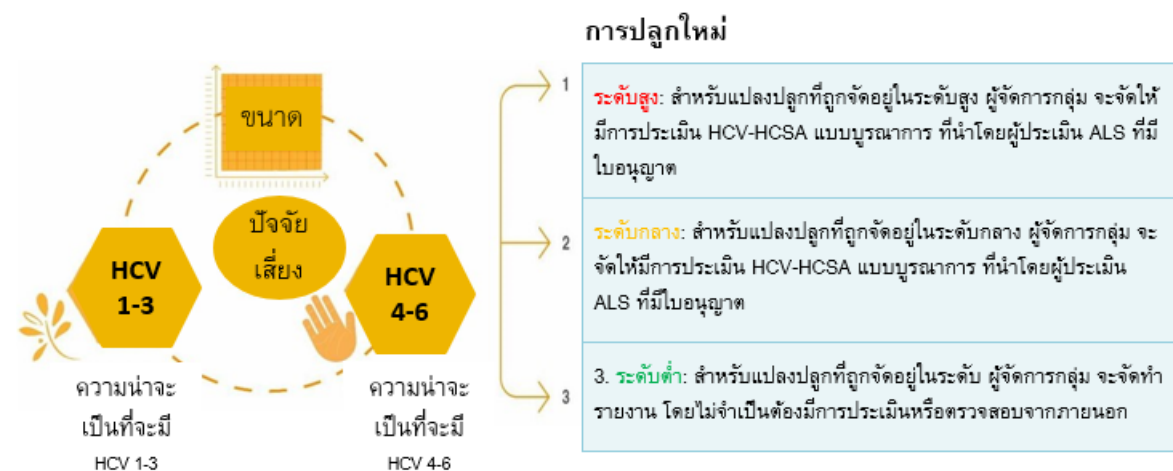 การปลูกใหม่
ขนาด
ปัจจัย
เสี่ยง
HCV
1-3
HCV
4-6
ความน่าจะ
เป็นที่จะมี
HCV 1-3
ความน่าจะ
เป็นที่จะมี
HCV 4-6
1
ระดับสูง: สำหรับแปลงปลูกที่ถูกจัดอยู่ในระดับสูง ผู้จัดการกลุ่ม จะจัดให้
มีการประเมิน HCV-HCSA แบบบูรณาการ ที่นำโดยผู้ประเมิน ALS ที่มี
ใบอนุญาต
2
ระดับกลาง: สำหรับแปลงปลูกที่ถูกจัดอยู่ในระดับกลาง ผู้จัดการกลุ่ม จะ
จัดให้มีการประเมิน HCV-HCSA แบบบูรณาการ ที่นำโดยผู้ประเมิน
ALS ที่มีใบอนุญาต
3
3. ระดับต่ำ: สำหรับแปลงปลูกที่ถูกจัดอยู่ในระดับ ผู้จัดการกลุ่ม จะจัดทำ
รายงาน โดยไม่จำเป็นต้องมีการประเมินหรือตรวจสอบจากภายนอก